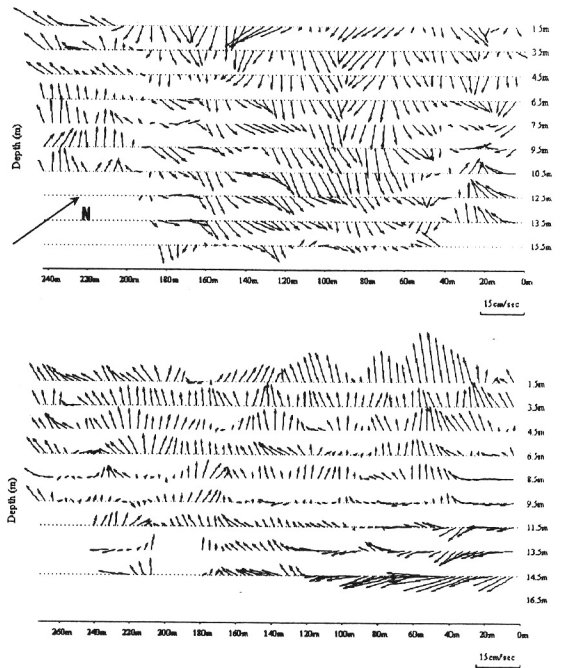 1.5m
3.5m
4.5m
6.5m
7.5m
9.5m
10.5m
12.5m
13.5m
15.5m
Depth (m)
N
240m 220m 200m 180m 160m 140m 120m 100m 80m 60m 40m 20m 0m
15cm/sec
1.5m
3.5m
4.5m
6.5m
8.5m
9.5m
11.5m
13.5m
14.5m
16.5m
Depth (m)
260m 240m 220m 200m 180m 160m 140m 120m 100m 80m 60m 40m 20m 0m
15cm/sec